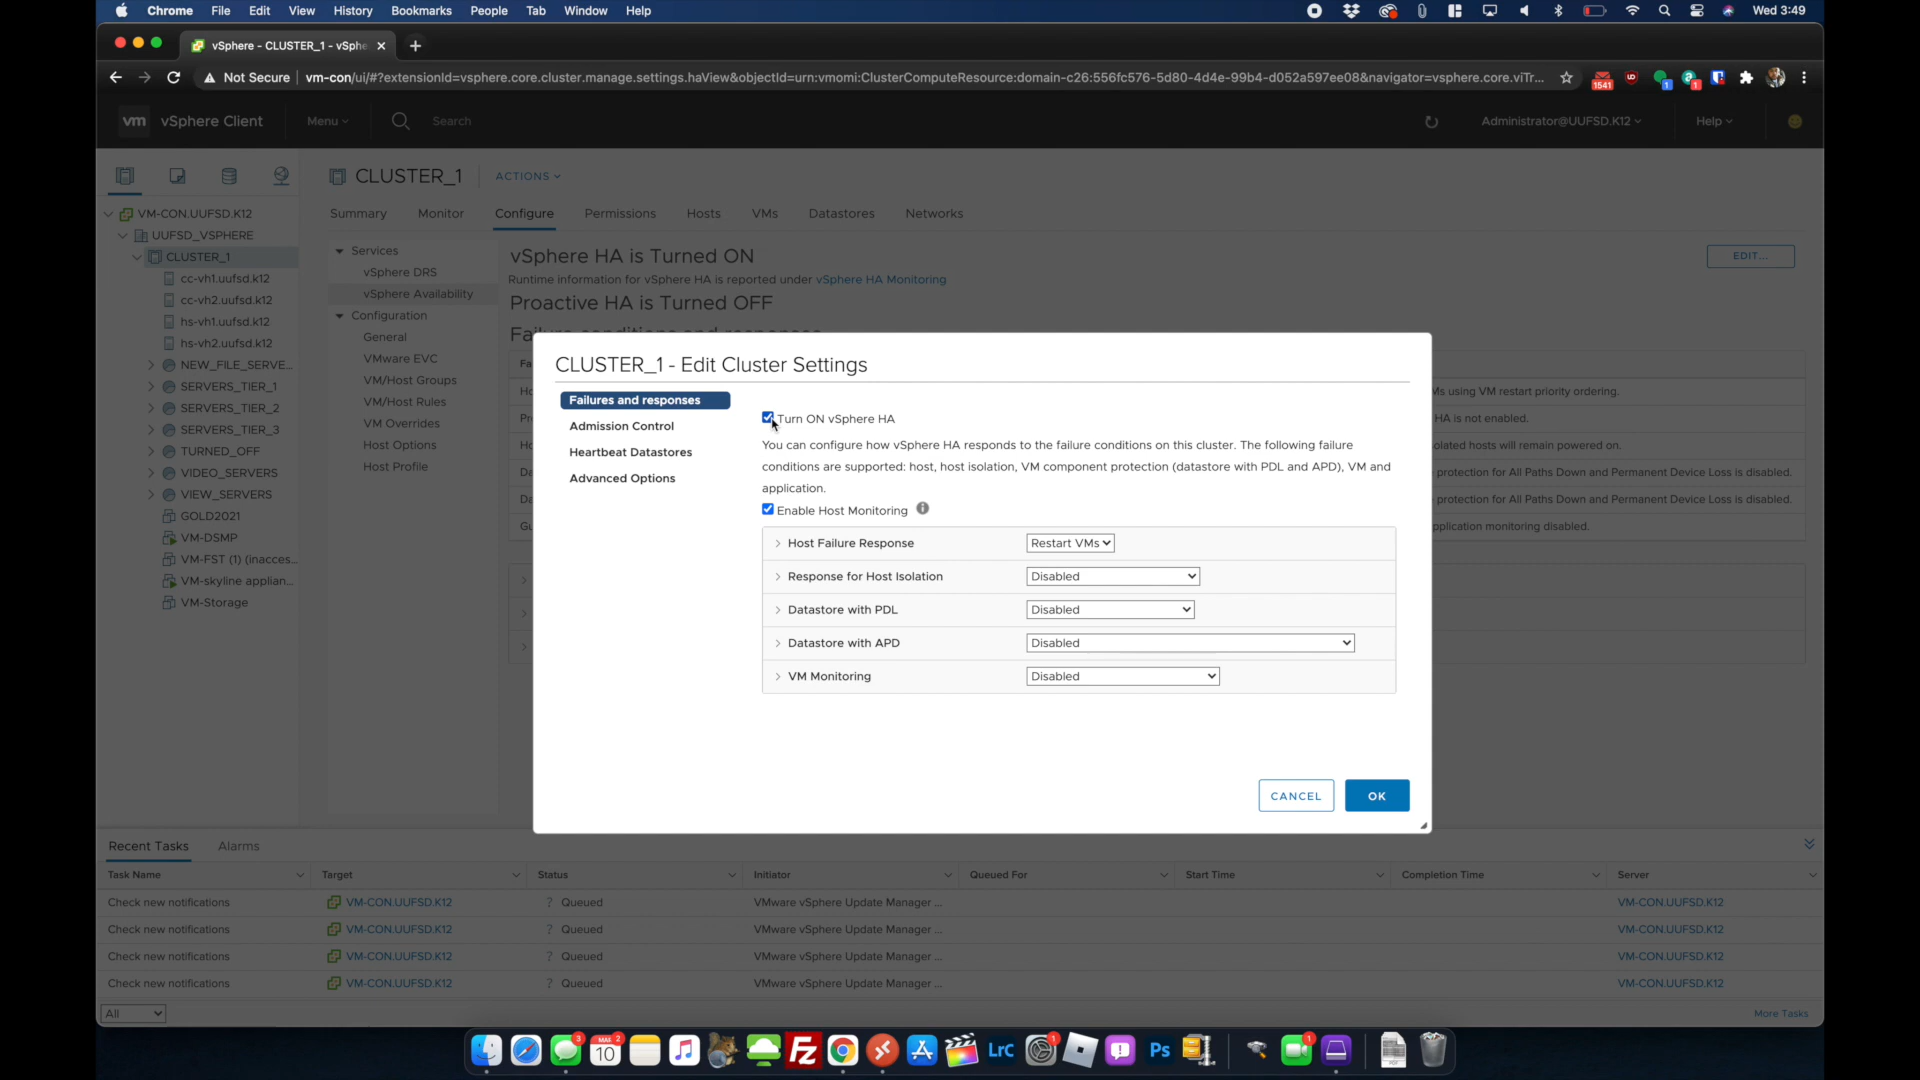 Chrome File Edit View History Bookmarks People Tab Window Help Wed 3:49
vSphere - CLUSTER_1 - vSphe
Not Secure vm-con/ui/#?extensionId=vsphere.core.cluster.manage.settings.haView&objectId=urn:vmomi:ClusterComputeResource:domain-c26:556fc576-5d80-4d4e-99b4-d052a597ee08&navigator=vsphere.core.viTr... 1541 1 1
vm vSphere Client Menu Search Administrator@UUFSD.K12 Help
CLUSTER_1 ACTIONS
Summary Monitor Configure Permissions Hosts VMs Datastores Networks
VM-CON.UUFSD.K12
UUFSD_VSPHERE
CLUSTER_1
cc-vh1.uufsd.k12
cc-vh2.uufsd.k12
hs-vh1.uufsd.k12
hs-vh2.uufsd.k12
NEW_FILE_SERVE...
SERVERS_TIER_1
SERVERS_TIER_2
SERVERS_TIER_3
TURNED_OFF
VIDEO_SERVERS
VIEW_SERVERS
GOLD2021
VM-DSMP
VM-FST (1) (inacces...
VM-skyline applian...
VM-Storage
Services
vSphere DRS
vSphere Availability
Configuration
General
VMware EVC
VM/Host Groups
VM/Host Rules
VM Overrides
Host Options
Host Profile
vSphere HA is Turned ON EDIT...
Runtime information for vSphere HA is reported under vSphere HA Monitoring
Proactive HA is Turned OFF
Failure conditions and responses
Ms using VM restart priority ordering.
HA is not enabled.
olated hosts will remain powered on.
protection for All Paths Down and Permanent Device Loss is disabled.
protection for All Paths Down and Permanent Device Loss is disabled.
pplication monitoring disabled.
CLUSTER_1 - Edit Cluster Settings
Failures and responses
Admission Control
Heartbeat Datastores
Advanced Options
Turn ON vSphere HA
You can configure how vSphere HA responds to the failure conditions on this cluster. The following failure
conditions are supported: host, host isolation, VM component protection (datastore with PDL and APD), VM and
application.
Enable Host Monitoring
Host Failure Response Restart VMs
Response for Host Isolation Disabled
Datastore with PDL Disabled
Datastore with APD Disabled
VM Monitoring Disabled
CANCEL OK
Recent Tasks Alarms
Task Name Target Status Initiator Queued For Start Time Completion Time Server
Check new notifications VM-CON.UUFSD.K12 ? Queued VMware vSphere Update Manager ... VM-CON.UUFSD.K12
Check new notifications VM-CON.UUFSD.K12 ? Queued VMware vSphere Update Manager ... VM-CON.UUFSD.K12
Check new notifications VM-CON.UUFSD.K12 ? Queued VMware vSphere Update Manager ... VM-CON.UUFSD.K12
Check new notifications VM-CON.UUFSD.K12 ? Queued VMware vSphere Update Manager ... VM-CON.UUFSD.K12
All More Tasks
3 10 2 FZ LrC 1 Ps 1